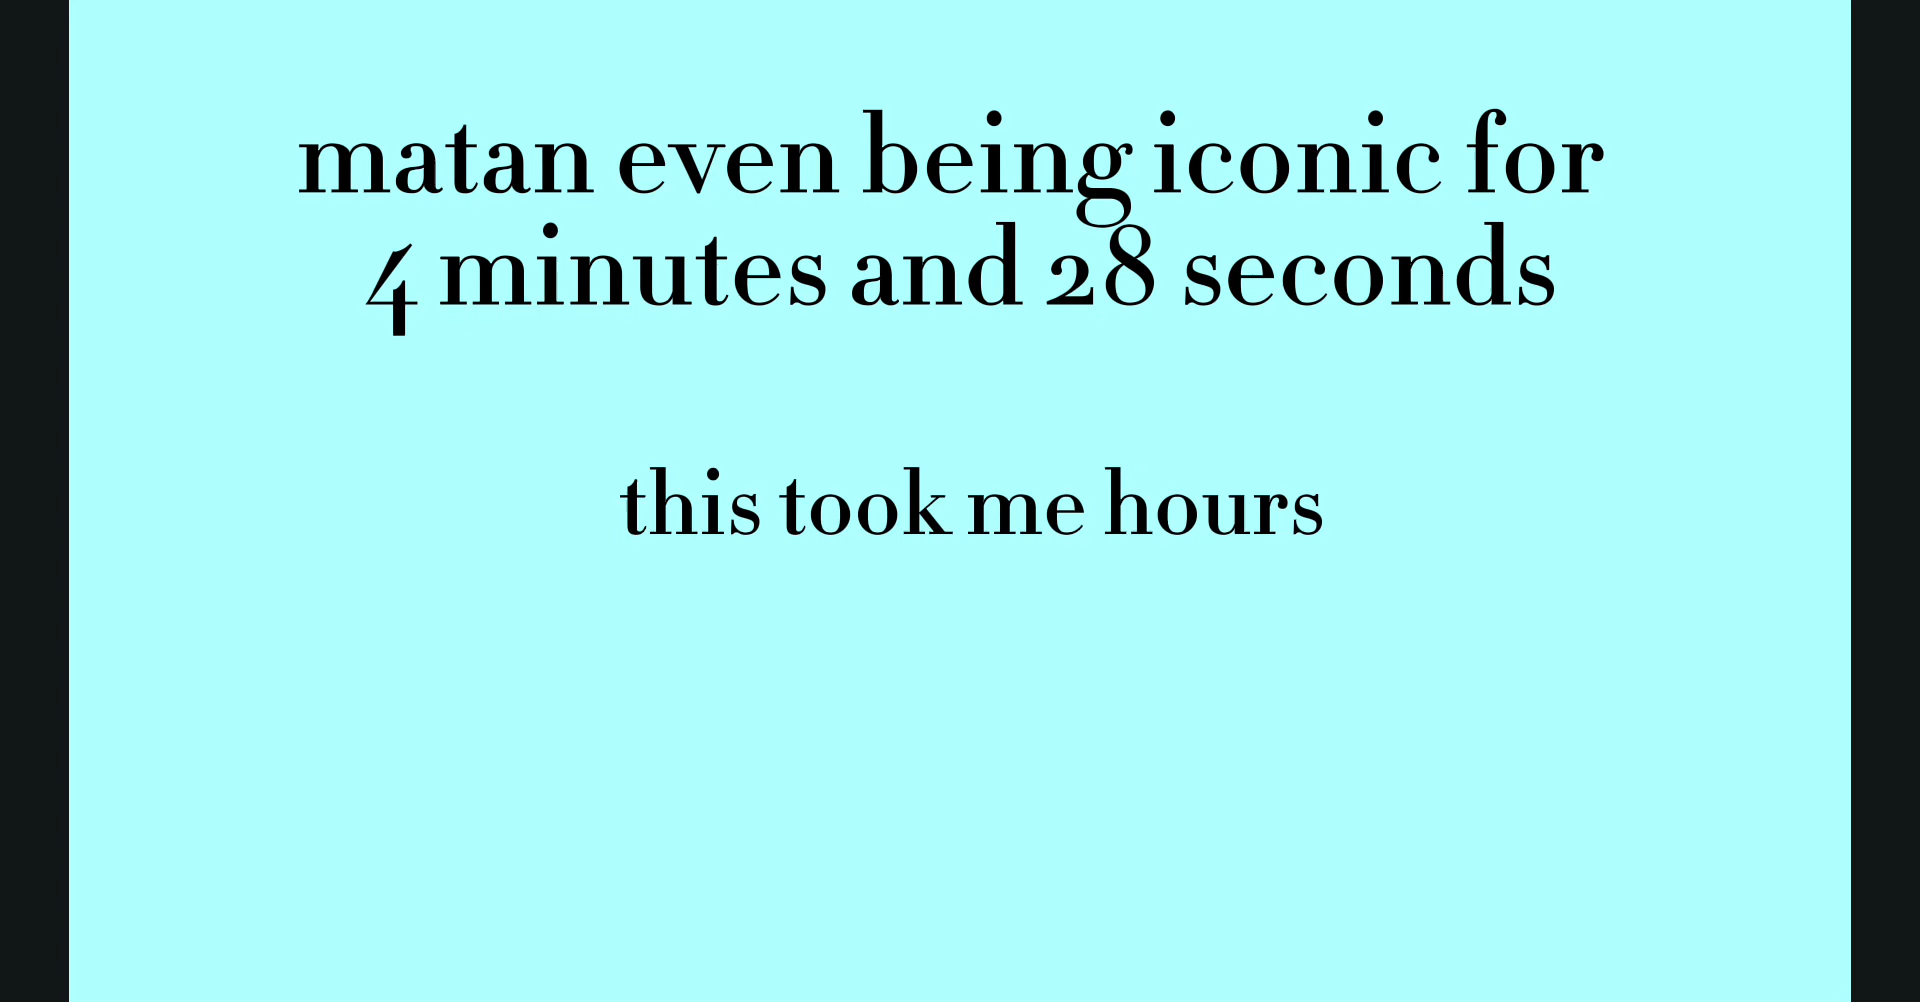 matan even being iconic for
4 minutes and 28 seconds
this took me hours